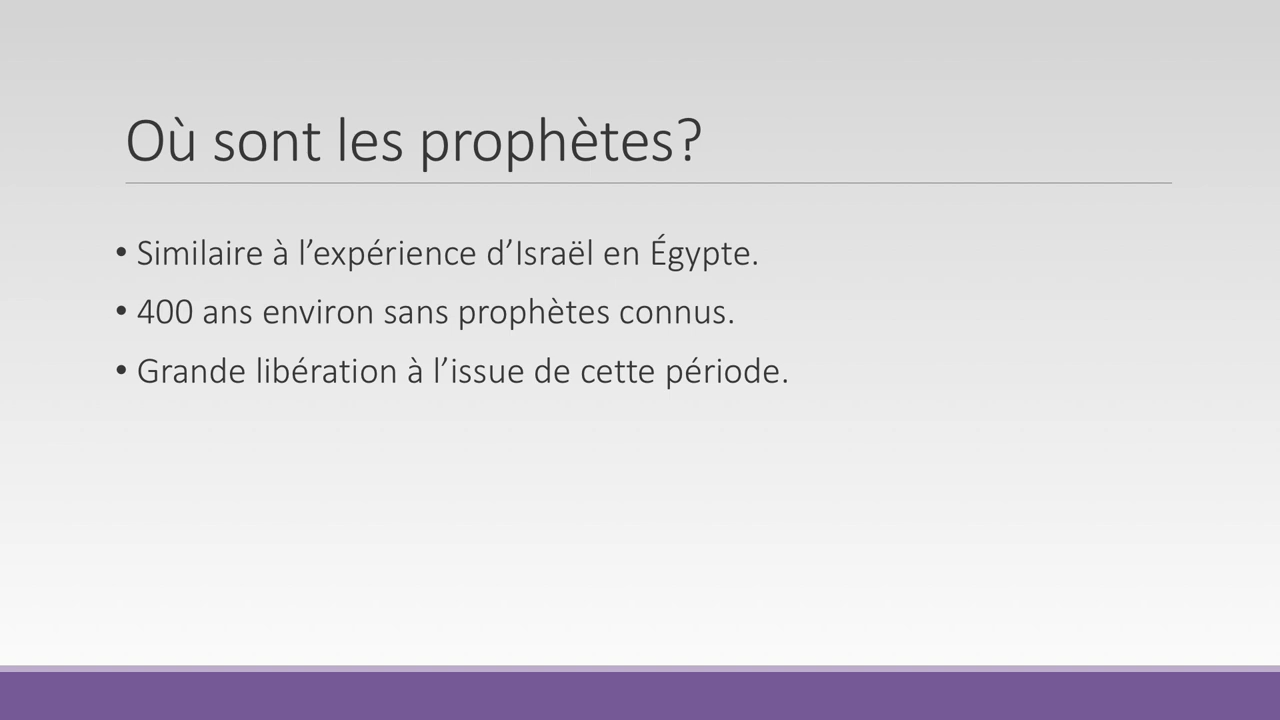 Où sont les prophètes?
• Similaire à l’expérience d’Israël en Égypte.
• 400 ans environ sans prophètes connus.
• Grande libération à l’issue de cette période.